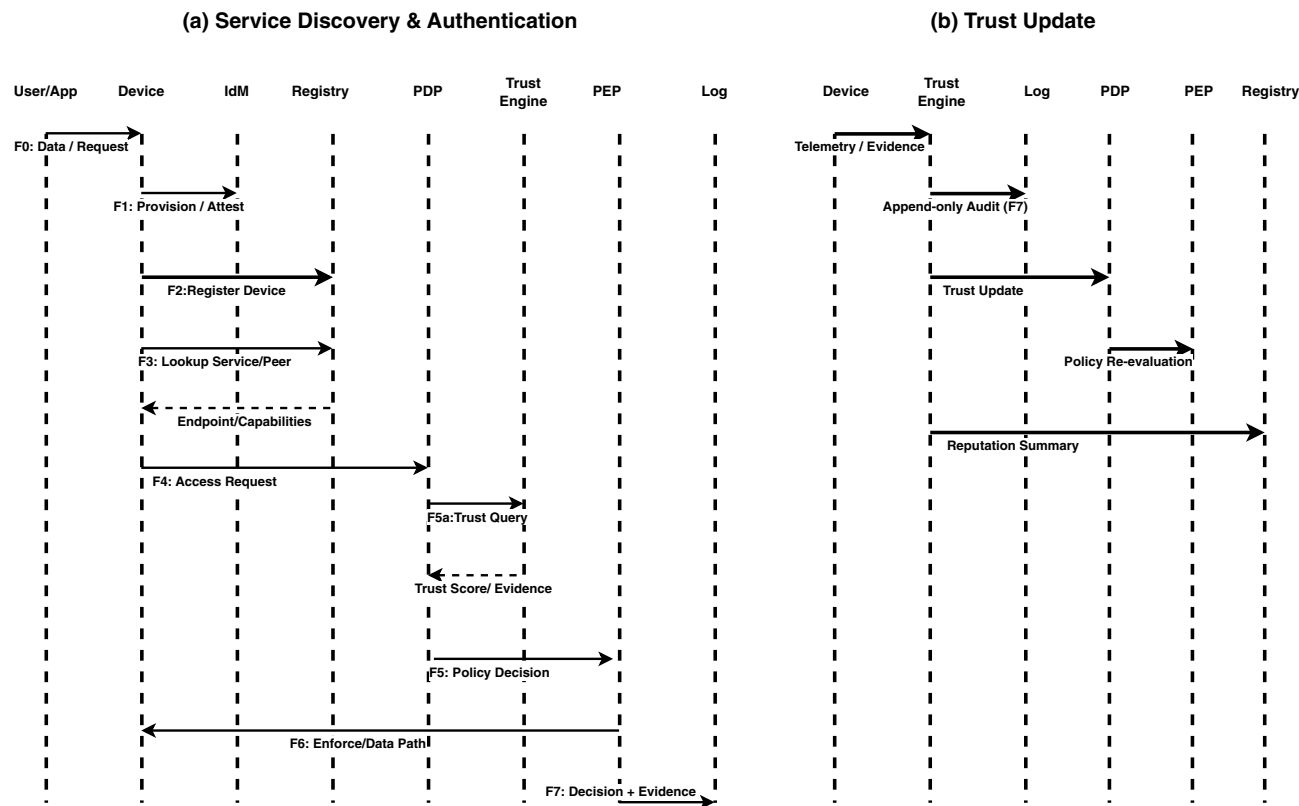 (a) Service Discovery & Authentication
(b) Trust Update
User/App
Device
IdM
Registry
PDP
Trust
Engine
PEP
Log
Device
Trust
Engine
Log
PDP
PEP
Registry
F0: Data / Request
Telemetry / Evidence
F1: Provision / Attest
Append-only Audit (F7)
F2:Register Device
Trust Update
F3: Lookup Service/Peer
Policy Re-evaluation
Endpoint/Capabilities
Reputation Summary
F4: Access Request
F5a:Trust Query
Trust Score/ Evidence
F5: Policy Decision
F6: Enforce/Data Path
F7: Decision + Evidence